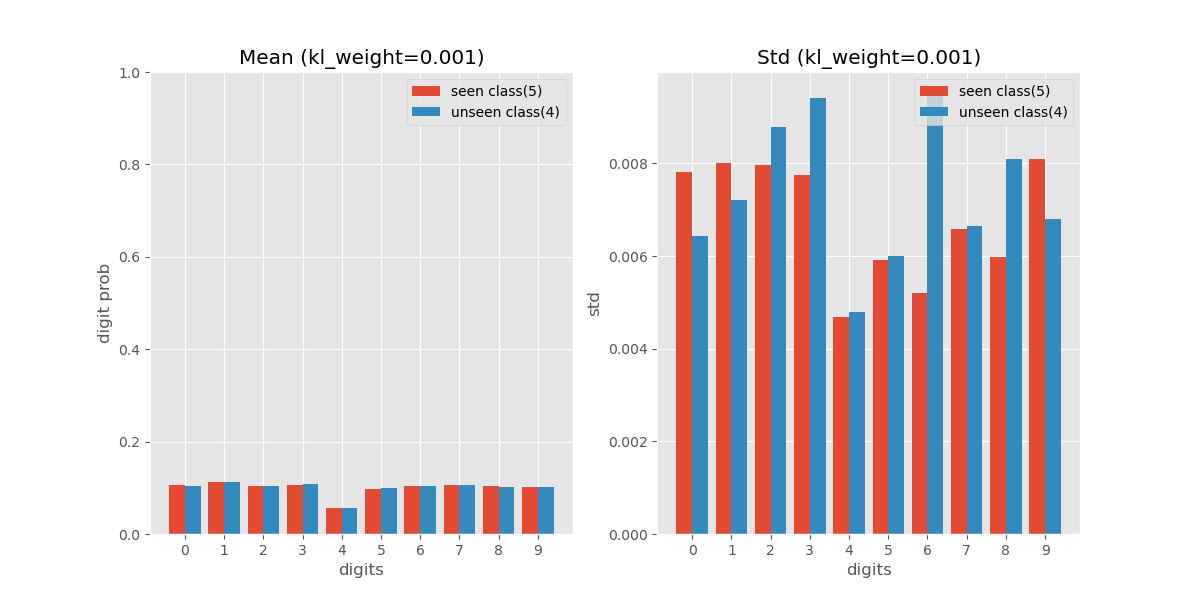 Mean (kl_weight=0.001)
1.0
0.8
0.6
0.4
0.2
0.0
digit prob
seen class(5)
unseen class(4)
0 1 2 3 4 5 6 7 8 9
digits
Std (kl_weight=0.001)
0.008
0.006
0.004
0.002
0.000
std
seen class(5)
unseen class(4)
0 1 2 3 4 5 6 7 8 9
digits